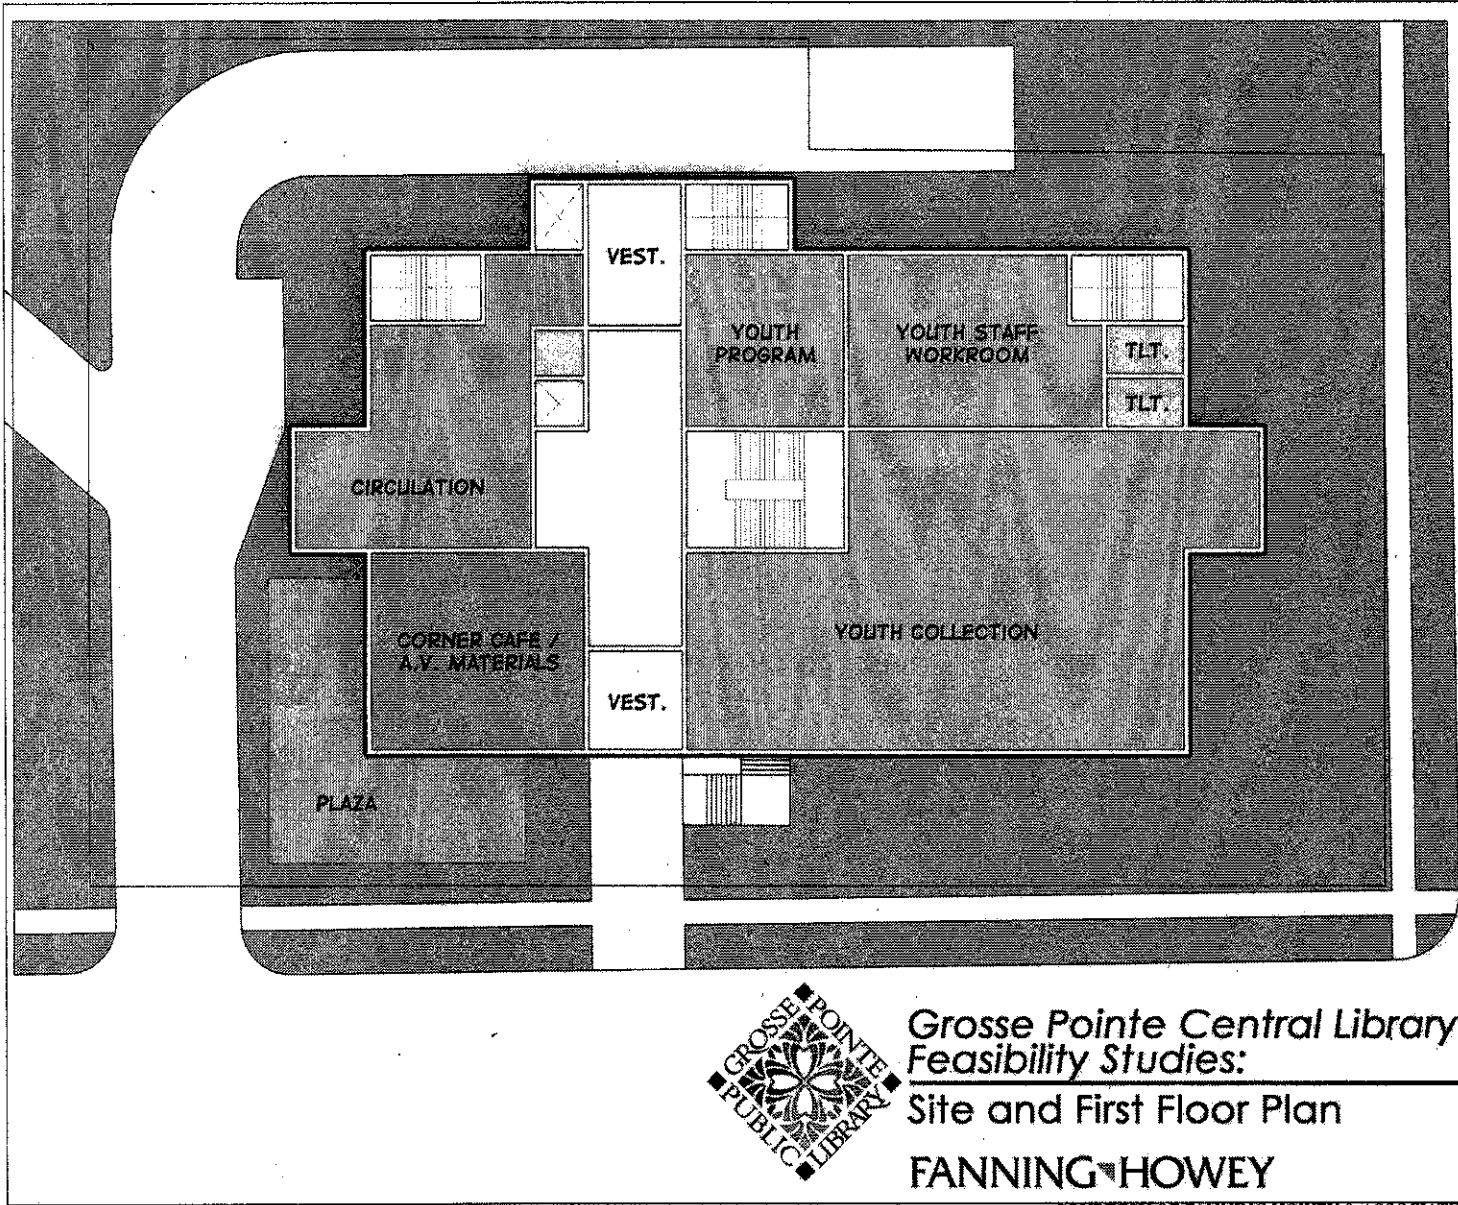 VEST.
YOUTH
PROGRAM
YOUTH STAFF
WORKROOM
TLT.
TLT.
CIRCULATION
CORNER CAFE /
A.V. MATERIALS
YOUTH COLLECTION
VEST.
PLAZA
GROSSE POINTE
PUBLIC LIBRARY
Grosse Pointe Central Library
Feasibility Studies:
Site and First Floor Plan
FANNING HOWEY